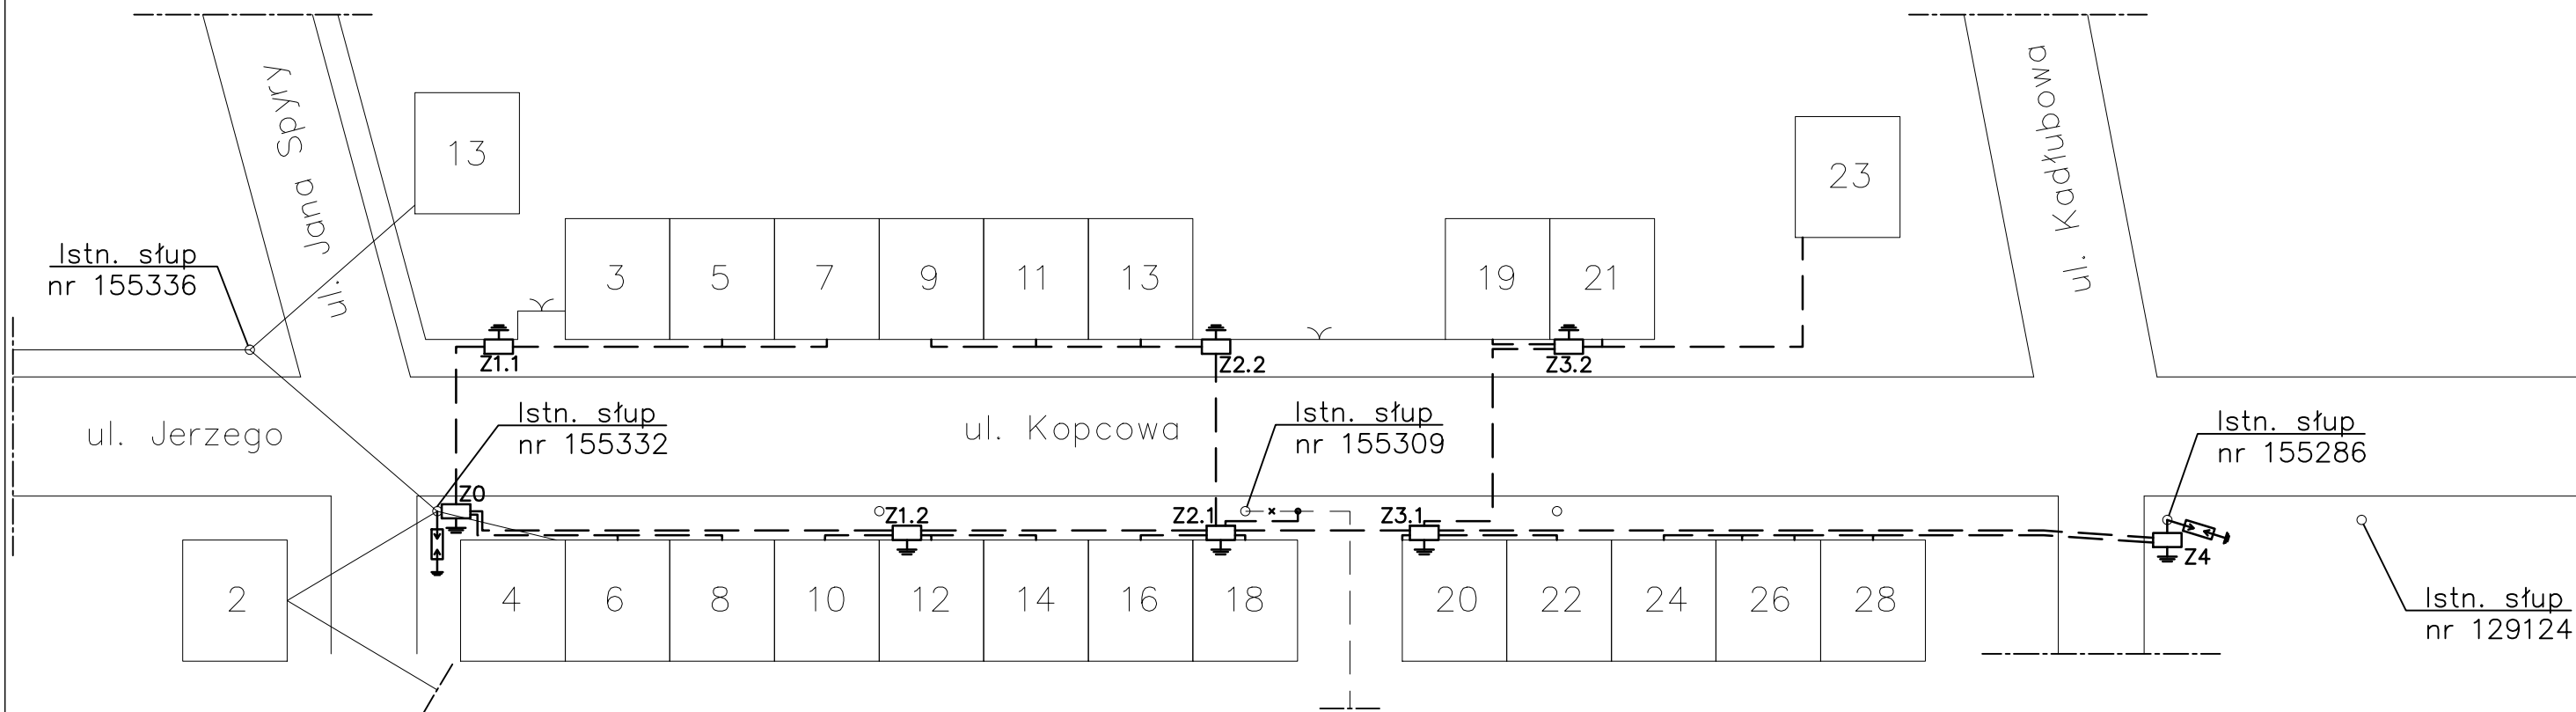 ul. Jana Spyry
ul. Kadłubowa
13
23
Istn. słup
nr 155336
3
5
7
9
11
13
19
21
Z1.1
Z2.2
Z3.2
ul. Jerzego
Istn. słup
nr 155332
ul. Kopcowa
Istn. słup
nr 155309
Istn. słup
nr 155286
Z0
Z1.2
Z2.1
Z3.1
Z4
2
4
6
8
10
12
14
16
18
20
22
24
26
28
Istn. słup
nr 129124